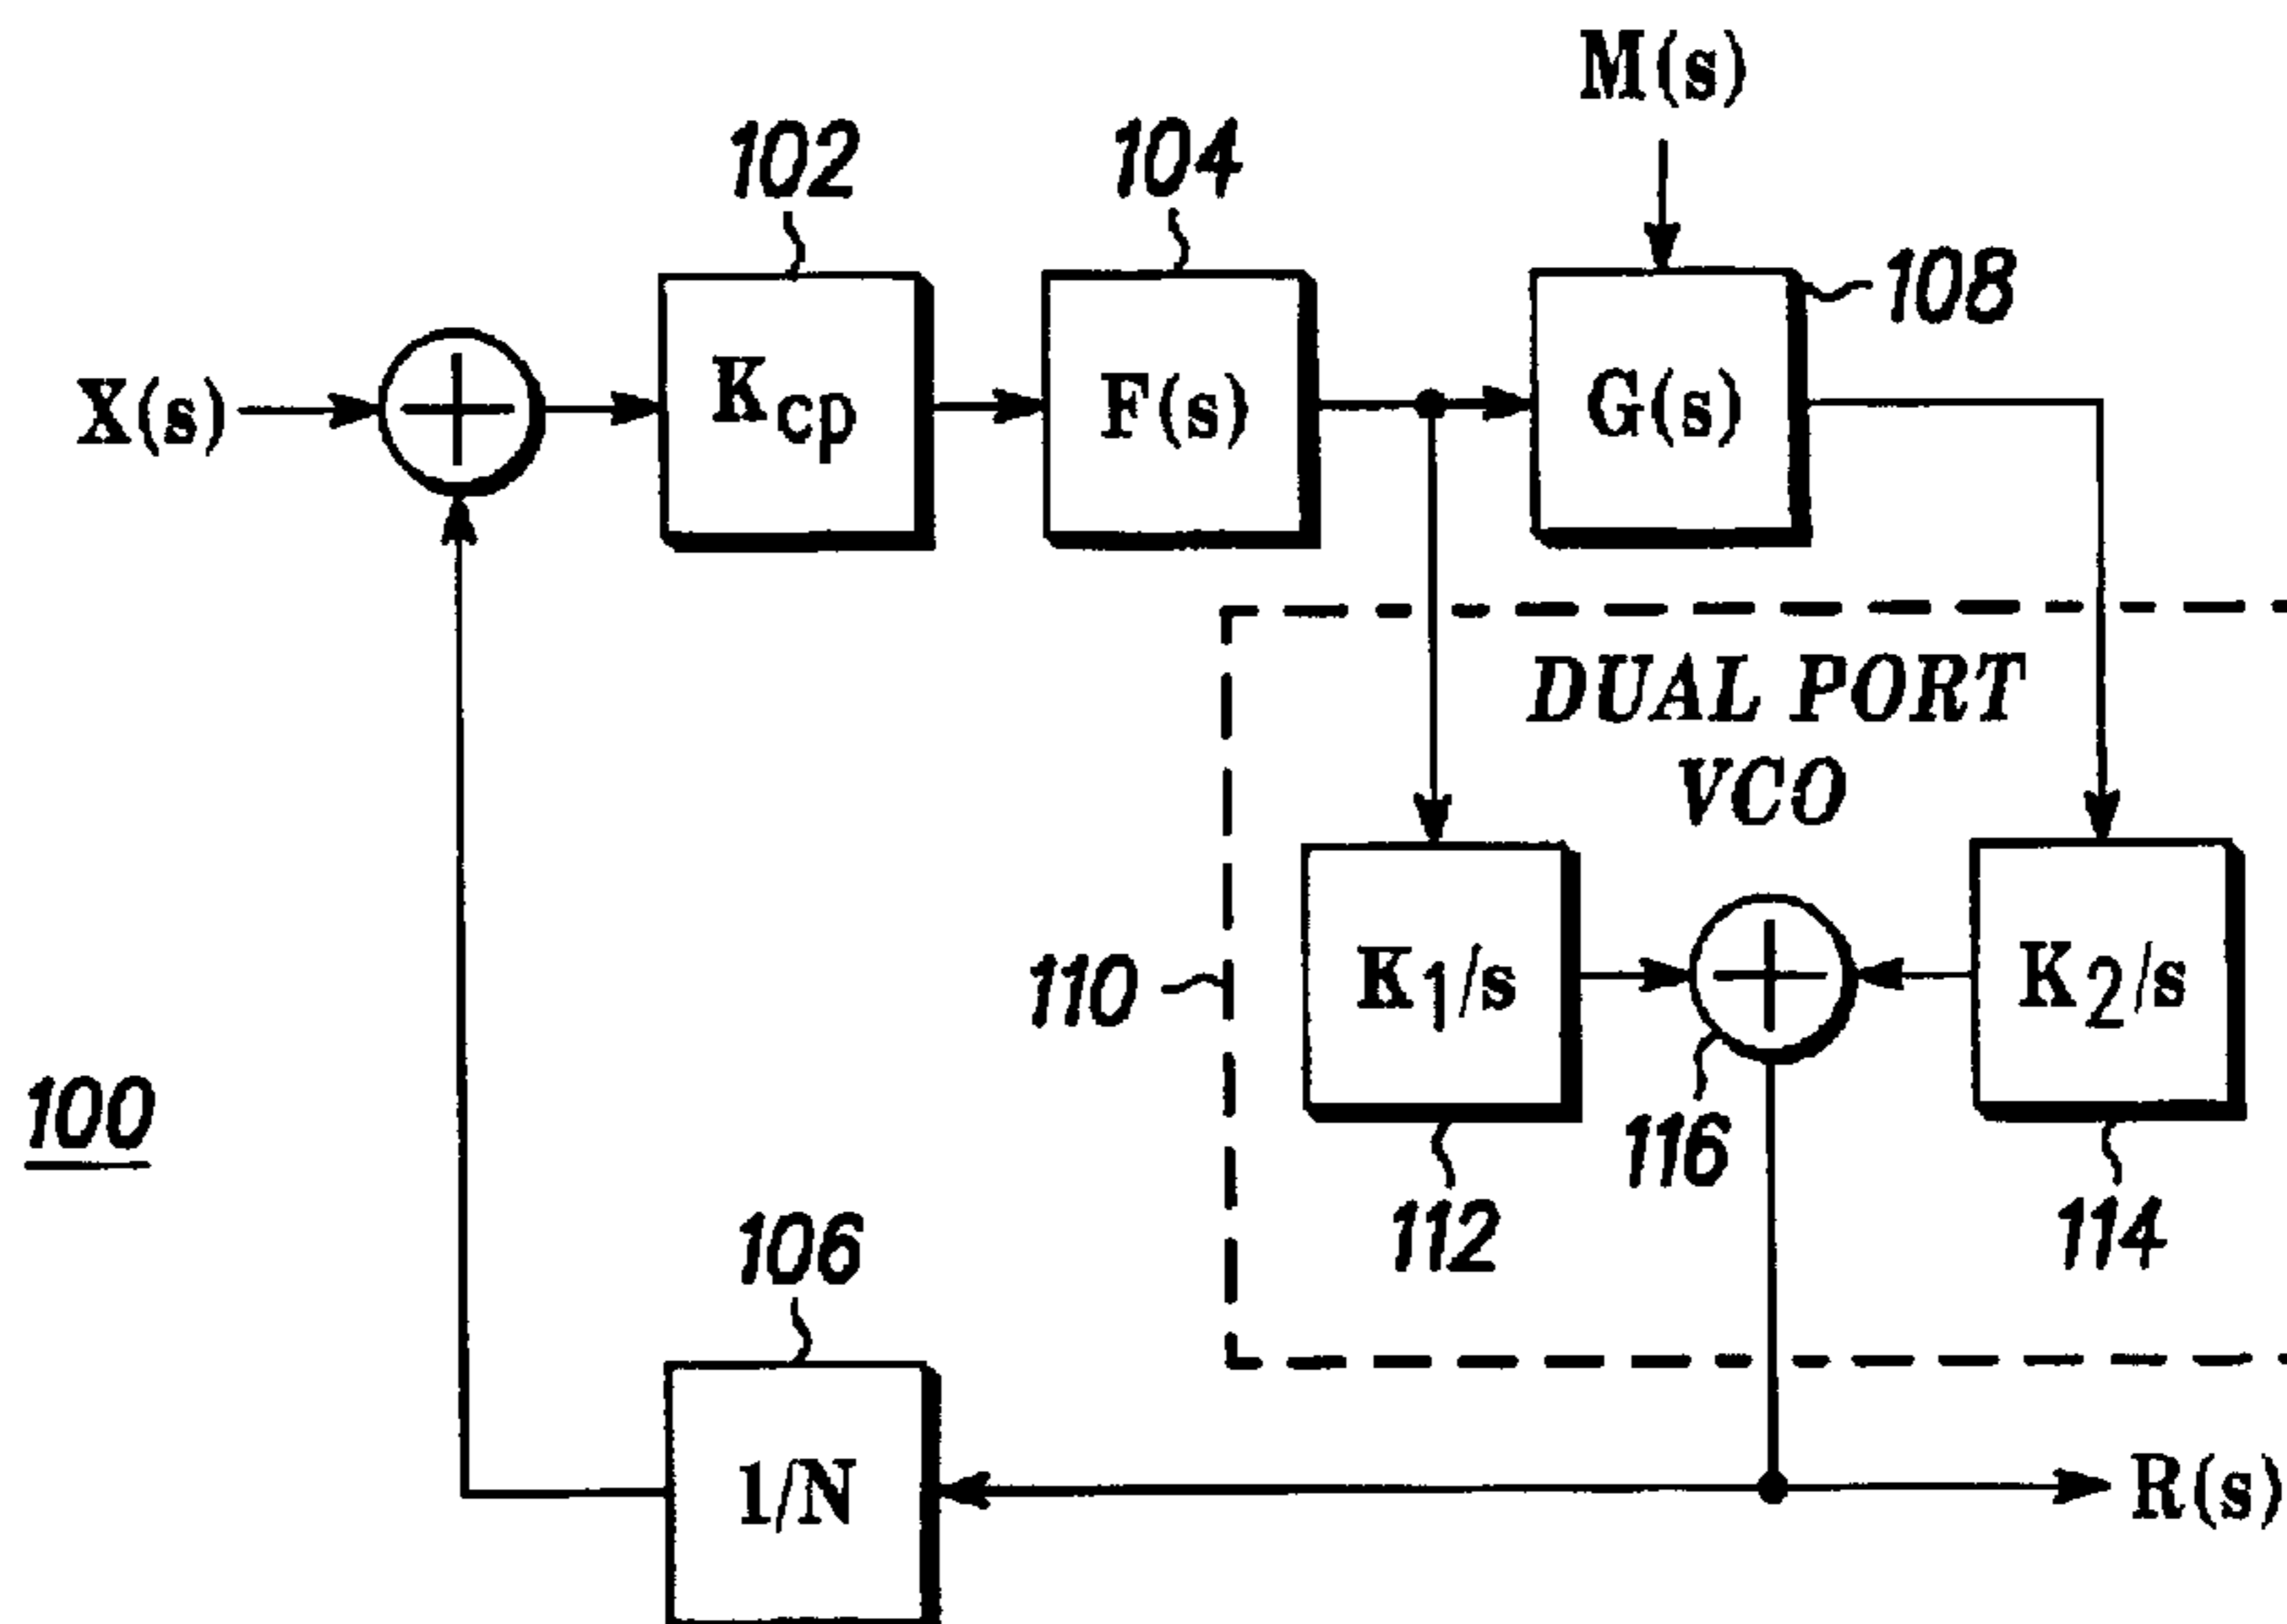 M(s)
102
104
108
X(s)
Kcp
F(s)
G(s)
DUAL PORT
VCO
110
K1/s
K2/s
100
116
112
114
106
1/N
R(s)